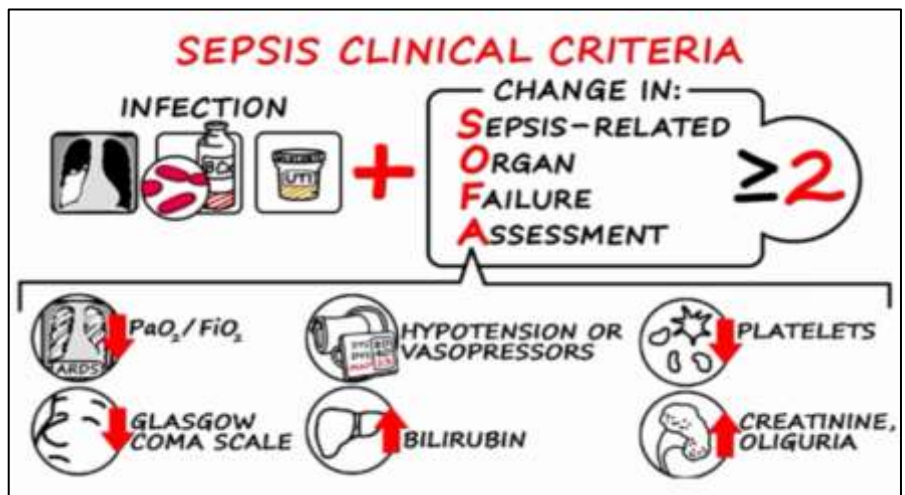 SEPSIS CLINICAL CRITERIA
INFECTION
BCx
UTI
+
CHANGE IN:
SEPSIS-RELATED
ORGAN
FAILURE
ASSESSMENT
≥2
PaO₂/FiO₂
ARDS
HYPOTENSION OR
VASOPRESSORS
PLATELETS
GLASGOW
COMA SCALE
BILIRUBIN
CREATININE,
OLIGURIA